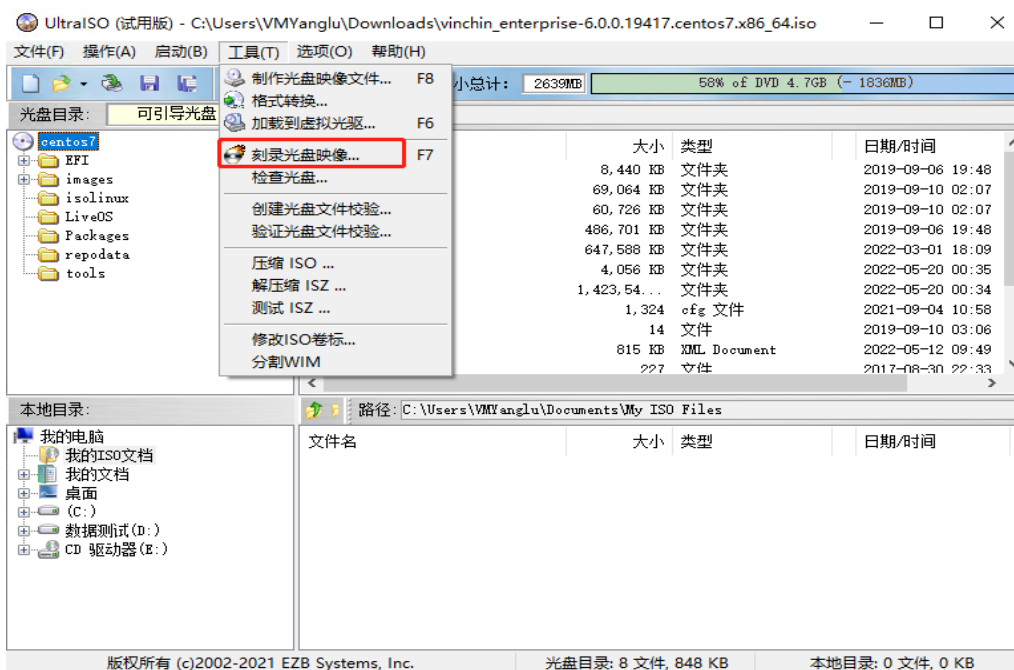 UltraISO (试用版) - C:\Users\VMYanglu\Downloads\vinchin_enterprise-6.0.0.19417.centos7.x86_64.iso
文件(F) 操作(A) 启动(B) 工具(T) 选项(O) 帮助(H)
小总计: 2639MB 58% of DVD 4.7GB (- 1836MB)
光盘目录: 可引导光盘
制作光盘映像文件... F8
格式转换...
加载到虚拟光驱... F6
刻录光盘映像... F7
检查光盘...
创建光盘文件校验...
验证光盘文件校验...
压缩 ISO ...
解压缩 ISZ ...
测试 ISZ ...
修改ISO卷标...
分割WIM
centos7
EFI
images
isolinux
LiveOS
Packages
repodata
tools
大小 类型 日期/时间
8,440 KB 文件夹 2019-09-06 19:48
69,064 KB 文件夹 2019-09-10 02:07
60,726 KB 文件夹 2019-09-10 02:07
486,701 KB 文件夹 2019-09-06 19:48
647,588 KB 文件夹 2022-03-01 18:09
4,056 KB 文件夹 2022-05-20 00:35
1,423,54... 文件夹 2022-05-20 00:34
1,324 cfg 文件 2021-09-04 10:58
14 文件 2019-09-10 03:06
815 KB XML Document 2022-05-12 09:49
227 文件 2017-08-30 22:33
本地目录: 路径: C:\Users\VMYanglu\Documents\My ISO Files
我的电脑
我的ISO文档
我的文档
桌面
(C:)
数据测试(D:)
CD 驱动器(E:)
文件名 大小 类型 日期/时间
版权所有 (c)2002-2021 EZB Systems, Inc. 光盘目录: 8 文件, 848 KB 本地目录: 0 文件, 0 KB